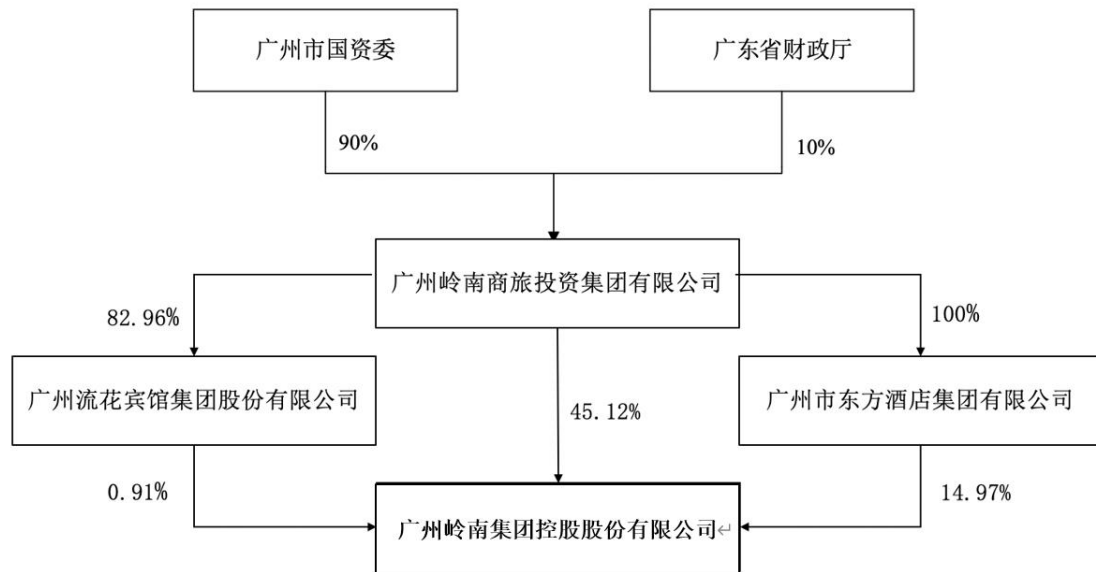 广州市国资委
广东省财政厅
90%
10%
广州岭南商旅投资集团有限公司
82.96%
100%
广州流花宾馆集团股份有限公司
45.12%
广州市东方酒店集团有限公司
0.91%
14.97%
广州岭南集团控股股份有限公司↵